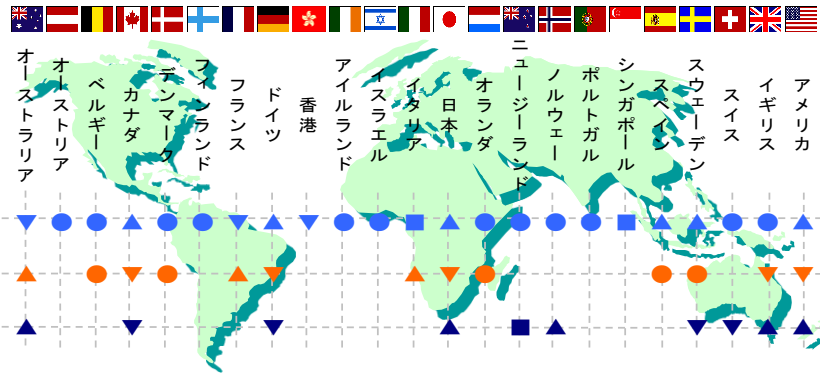 オーストラリア
オーストリア
ベルギー
カナダ
デンマーク
フィンランド
フランス
ドイツ
香港
アイルランド
イスラエル
イタリア
日本
オランダ
ニュージーランド
ノルウェー
ポルトガル
シンガポール
スペイン
スウェーデン
スイス
イギリス
アメリカ